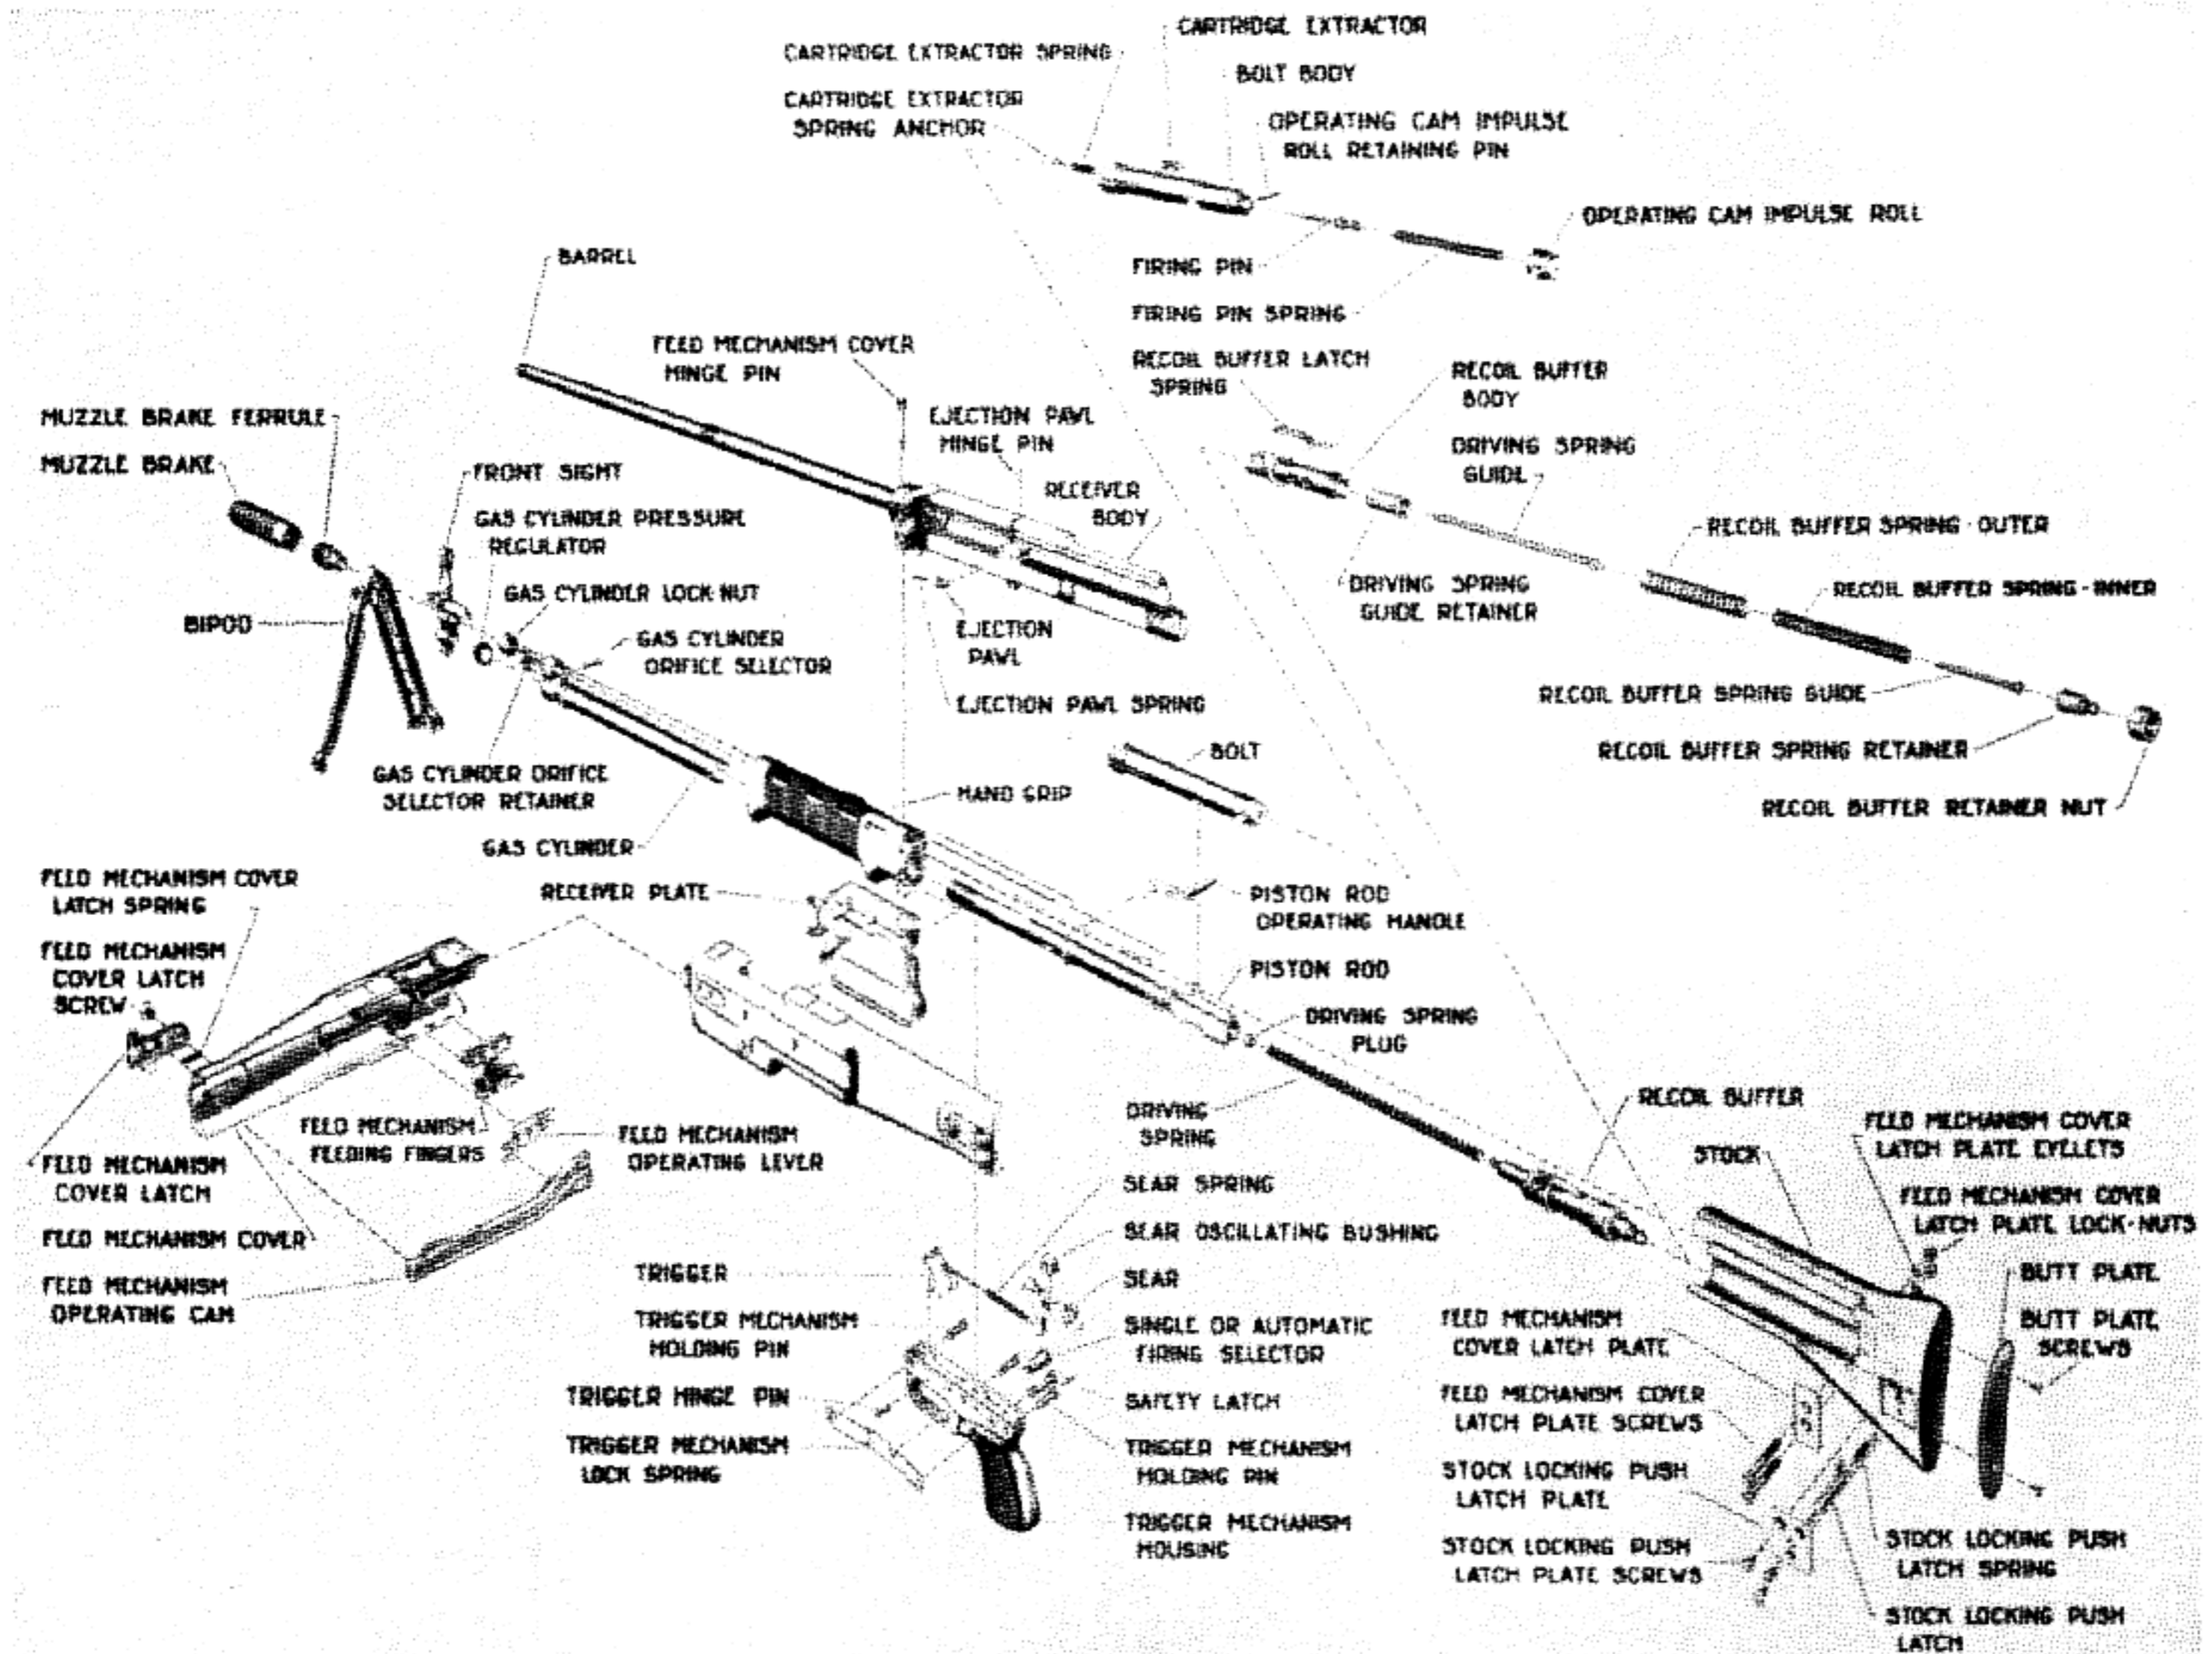 CARTRIDGE EXTRACTOR
CARTRIDGE EXTRACTOR SPRING
BOLT BODY
CARTRIDGE EXTRACTOR
SPRING ANCHOR
OPERATING CAM IMPULSE
ROLL RETAINING PIN
OPERATING CAM IMPULSE ROLL
BARREL
FIRING PIN
FIRING PIN SPRING
FEED MECHANISM COVER
HINGE PIN
RECOIL BUFFER LATCH
SPRING
RECOIL BUFFER
BODY
MUZZLE BRAKE FERRULE
EJECTION PAWL
HINGE PIN
DRIVING SPRING
GUIDE
MUZZLE BRAKE
FRONT SIGHT
RECEIVER
BODY
GAS CYLINDER PRESSURE
REGULATOR
RECOIL BUFFER SPRING-OUTER
GAS CYLINDER LOCK-NUT
DRIVING SPRING
GUIDE RETAINER
RECOIL BUFFER SPRING-INNER
BIPOD
GAS CYLINDER
ORIFICE SELECTOR
EJECTION
PAWL
EJECTION PAWL SPRING
RECOIL BUFFER SPRING GUIDE
BOLT
RECOIL BUFFER SPRING RETAINER
GAS CYLINDER ORIFICE
SELECTOR RETAINER
HAND GRIP
RECOIL BUFFER RETAINER NUT
GAS CYLINDER
FEED MECHANISM COVER
LATCH SPRING
RECEIVER PLATE
PISTON ROD
OPERATING HANDLE
FEED MECHANISM
COVER LATCH
SCREW
PISTON ROD
DRIVING SPRING
PLUG
RECOIL BUFFER
DRIVING
SPRING
FEED MECHANISM COVER
LATCH PLATE EYELETS
FEED MECHANISM
FEEDING FINGERS
FEED MECHANISM
OPERATING LEVER
STOCK
FEED MECHANISM
COVER LATCH
SEAR SPRING
FEED MECHANISM COVER
LATCH PLATE LOCK-NUTS
FEED MECHANISM COVER
SEAR OSCILLATING BUSHING
FEED MECHANISM
OPERATING CAM
TRIGGER
SEAR
BUTT PLATE
TRIGGER MECHANISM
HOLDING PIN
SINGLE OR AUTOMATIC
FIRING SELECTOR
FEED MECHANISM
COVER LATCH PLATE
BUTT PLATE
SCREWS
TRIGGER HINGE PIN
SAFETY LATCH
FEED MECHANISM COVER
LATCH PLATE SCREWS
TRIGGER MECHANISM
LOCK SPRING
TRIGGER MECHANISM
HOLDING PIN
STOCK LOCKING PUSH
LATCH PLATE
TRIGGER MECHANISM
HOUSING
STOCK LOCKING PUSH
LATCH PLATE SCREWS
STOCK LOCKING PUSH
LATCH SPRING
STOCK LOCKING PUSH
LATCH